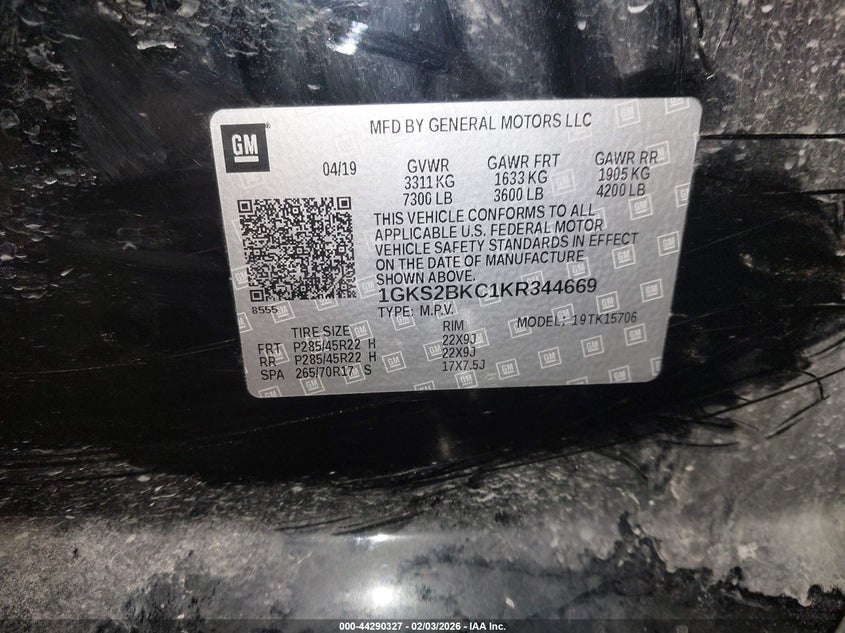 GM
MFD BY GENERAL MOTORS LLC
04/19
GVWR GAWR FRT GAWR RR
3311 KG 1633 KG 1905 KG
7300 LB 3600 LB 4200 LB
THIS VEHICLE CONFORMS TO ALL
APPLICABLE U.S. FEDERAL MOTOR
VEHICLE SAFETY STANDARDS IN EFFECT
ON THE DATE OF MANUFACTURE
SHOWN ABOVE.
1GKS2BKC1KR344669
8555
TYPE: M.P.V. MODEL: 19TK15706
TIRE SIZE RIM
FRT P285/45R22 H 22X9J
RR P285/45R22 H 22X9J
SPA 265/70R17 S 17X7.5J
000-44290327 - 02/03/2026 - IAA Inc.